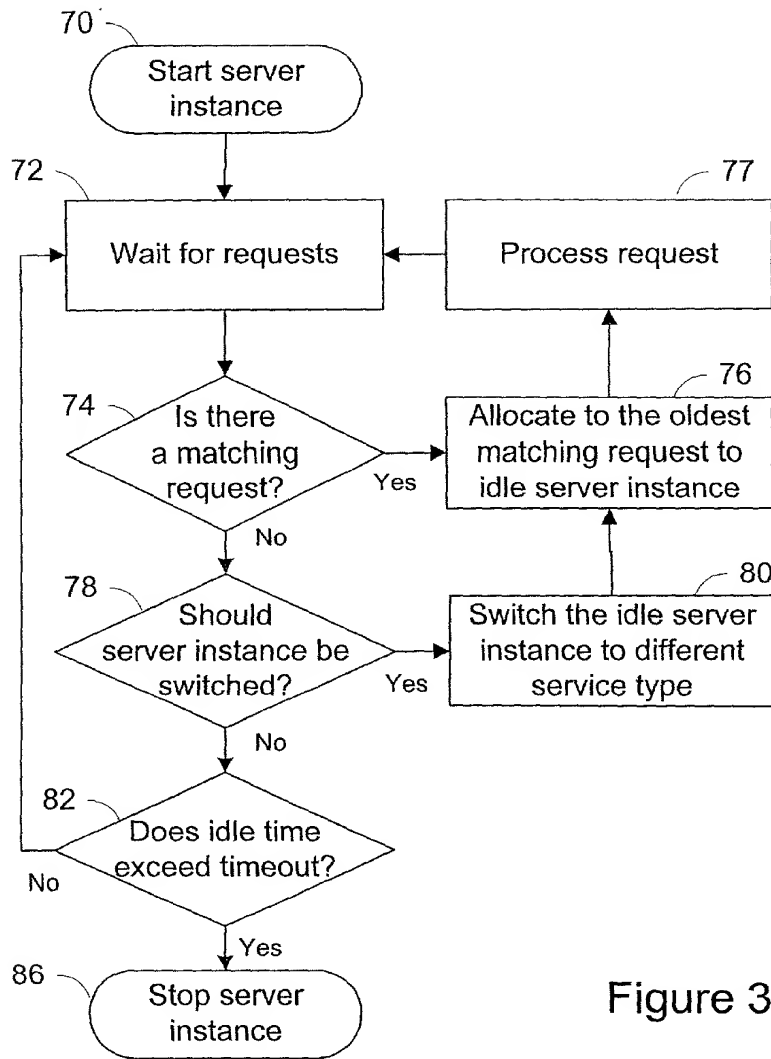 70
Start server
instance
72
Wait for requests
77
Process request
74
Is there
a matching
request?
Yes
No
76
Allocate to the oldest
matching request to
idle server instance
78
Should
server instance be
switched?
Yes
No
80
Switch the idle server
instance to different
service type
82
Does idle time
exceed timeout?
No
Yes
86
Stop server
instance
Figure 3